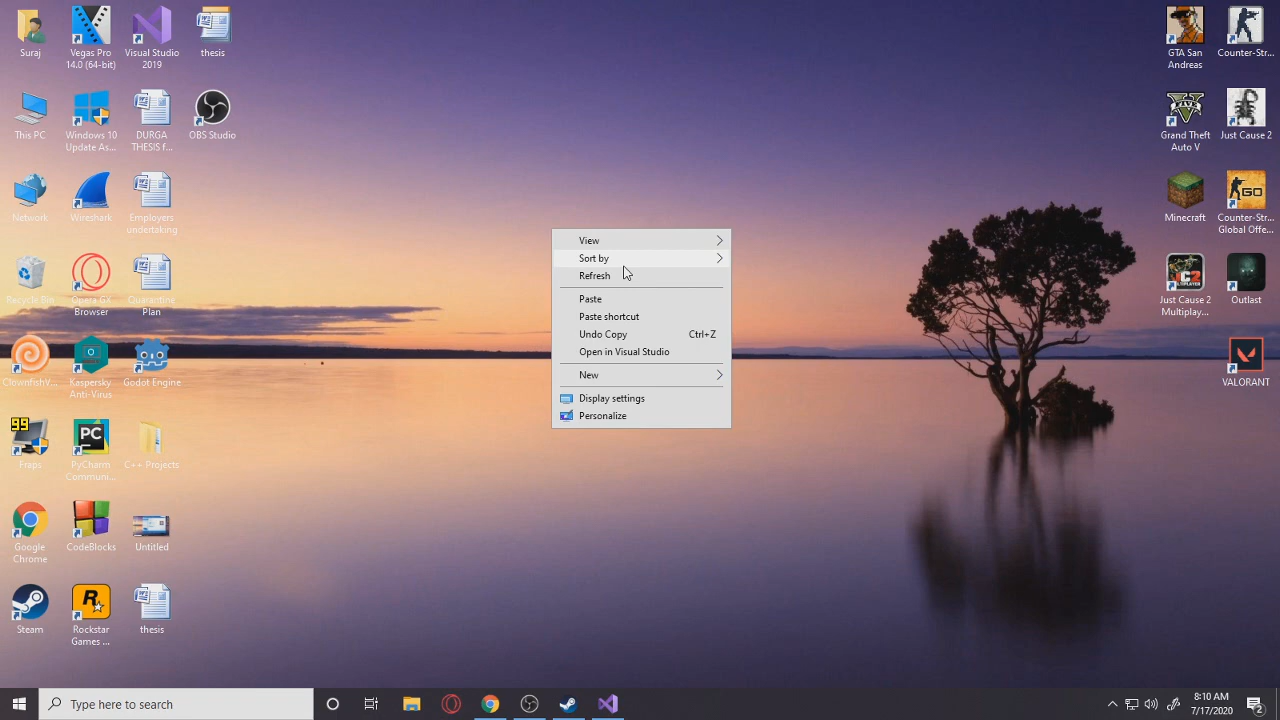 Suraj
Vegas Pro
14.0 (64-bit)
Visual Studio
2019
thesis
GTA San
Andreas
Counter-Str...
This PC
Windows 10
Update As...
DURGA
THESIS f...
OBS Studio
Grand Theft
Auto V
Just Cause 2
Network
Wireshark
Employers
undertaking
Minecraft
GO
Counter-Str...
Global Offe...
Recycle Bin
Opera GX
Browser
Quarantine
Plan
Just Cause 2
Multiplay...
Outlast
ClownfishV...
Kaspersky
Anti-Virus
Godot Engine
VALORANT
99
Fraps
PC
PyCharm
Communi...
C++ Projects
Google
Chrome
CodeBlocks
Untitled
Steam
R
Rockstar
Games ...
thesis
View
Sort by
Refresh
Paste
Paste shortcut
Undo Copy Ctrl+Z
Open in Visual Studio
New
Display settings
Personalize
Type here to search
8:10 AM
7/17/2020
2